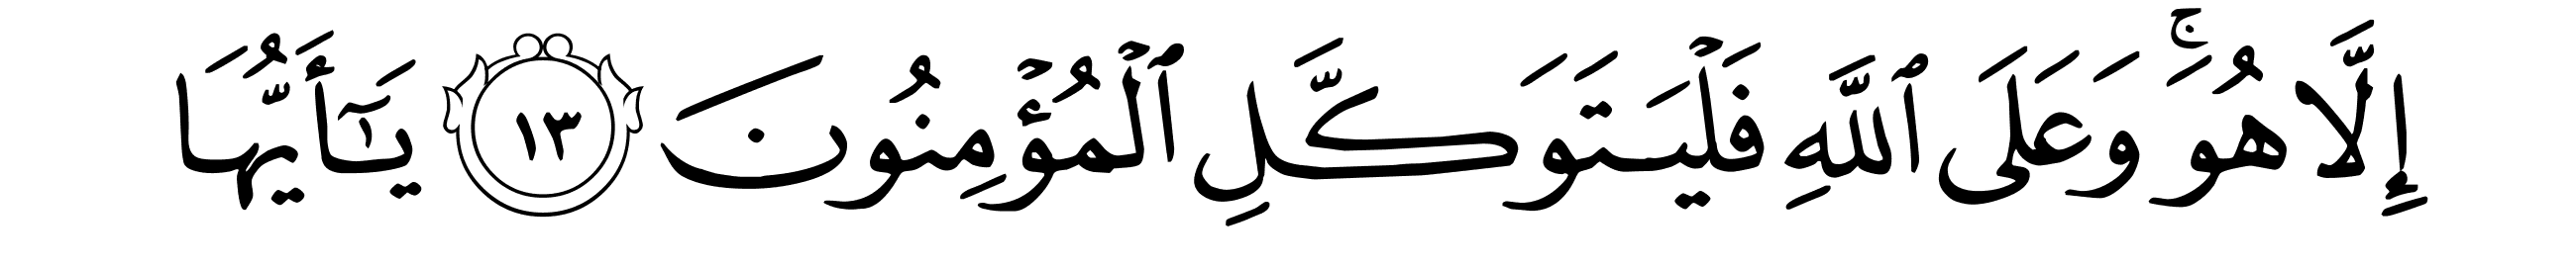 إِلَّا هُوَ ۚ وَعَلَى ٱللَّهِ فَلْيَتَوَكَّلِ ٱلْمُؤْمِنُونَ ١٣ يَـٰٓأَيُّهَا